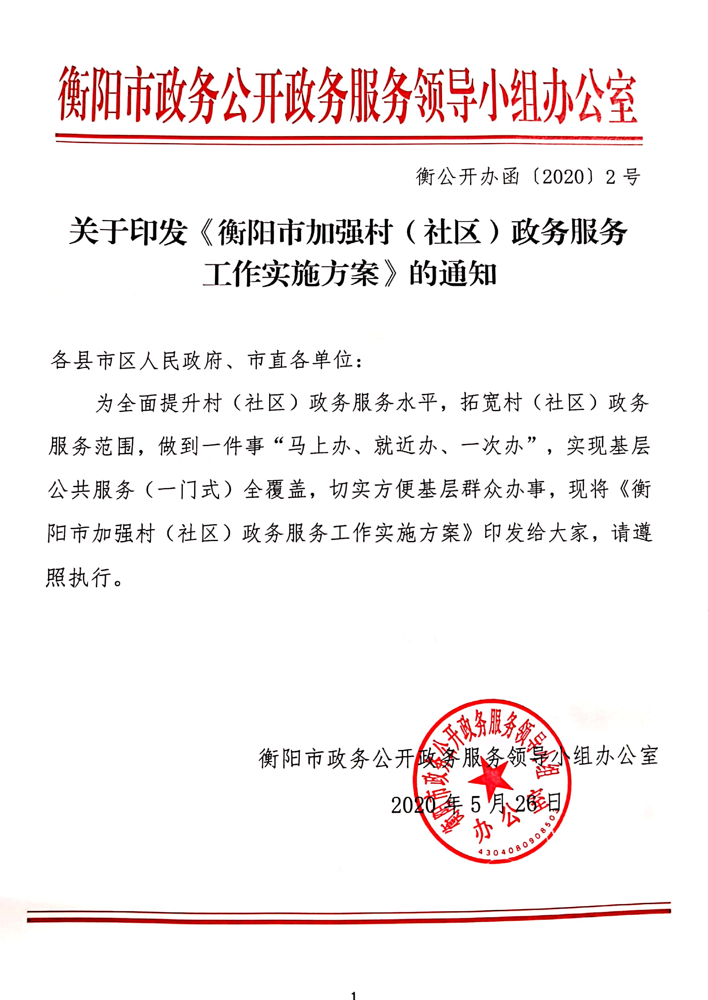 衡阳市政务公开政务服务领导小组办公室
衡公开办函〔2020〕2号
关于印发《衡阳市加强村（社区）政务服务
工作实施方案》的通知
各县市区人民政府、市直各单位：
为全面提升村（社区）政务服务水平，拓宽村（社区）政务
服务范围，做到一件事“马上办、就近办、一次办”，实现基层
公共服务（一门式）全覆盖，切实方便基层群众办事，现将《衡
阳市加强村（社区）政务服务工作实施方案》印发给大家，请遵
照执行。
衡阳市政务公开政务服务领导小组办公室
2020年5月26日
衡阳市政务公开政务服务领导小组
办公室
4304080908503
1